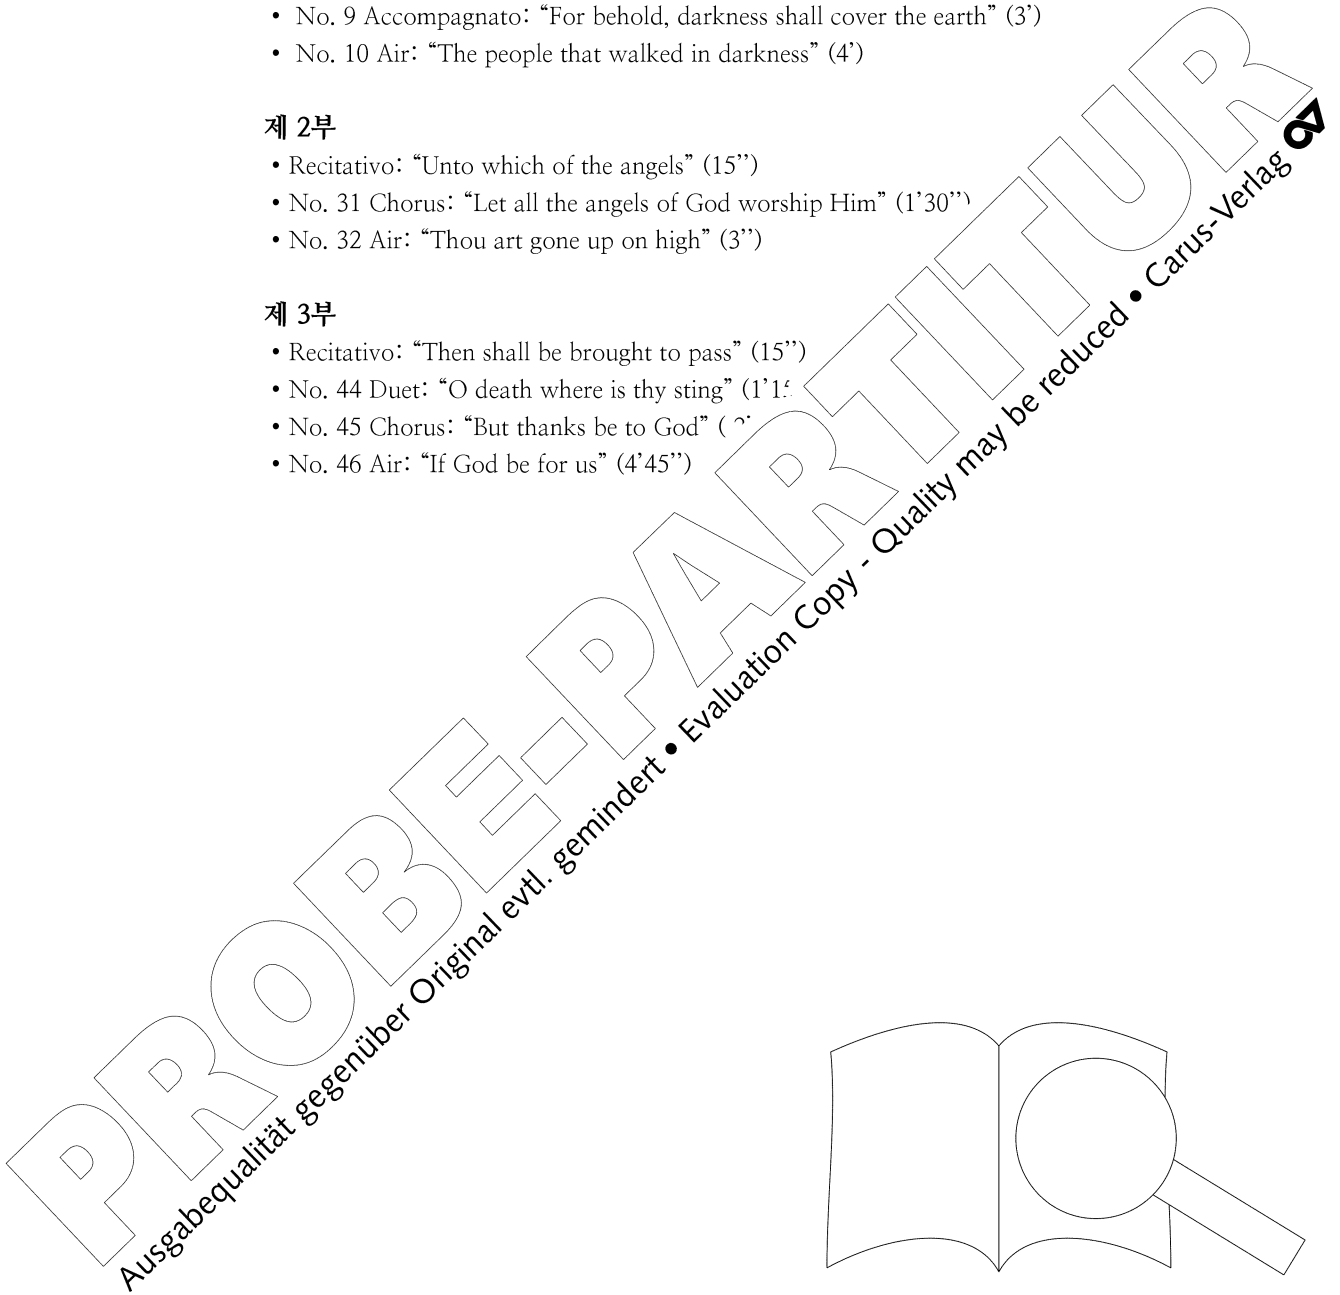 • No. 9 Accompagnato: “For behold, darkness shall cover the earth” (3’)
• No. 10 Air: “The people that walked in darkness” (4’)
제 2부
• Recitativo: “Unto which of the angels” (15’’)
• No. 31 Chorus: “Let all the angels of God worship Him” (1’30’’)
• No. 32 Air: “Thou art gone up on high” (3’’)
제 3부
• Recitativo: “Then shall be brought to pass” (15’’)
• No. 44 Duet: “O death where is thy sting” (1’15
• No. 45 Chorus: “But thanks be to God” (
• No. 46 Air: “If God be for us” (4’45’’)
PROBE-PARTITUR
Ausgabequalität gegenüber Original evtl. gemindert • Evaluation Copy - Quality may be reduced • Carus-Verlag